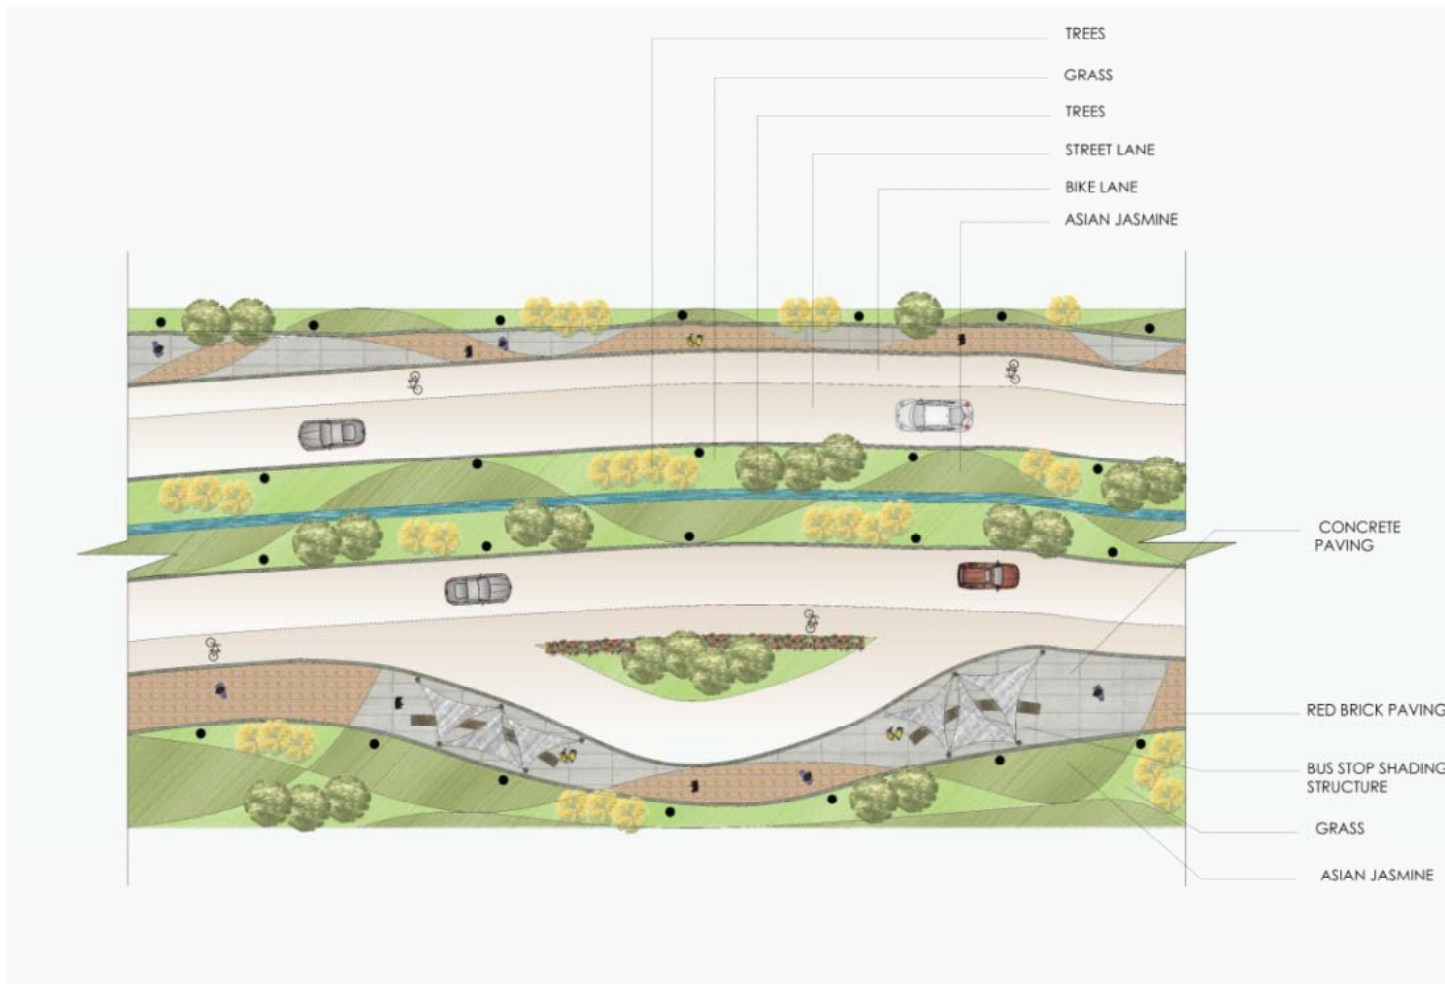 TREES
GRASS
TREES
STREET LANE
BIKE LANE
ASIAN JASMINE
CONCRETE
PAVING
RED BRICK PAVING
BUS STOP SHADING
STRUCTURE
GRASS
ASIAN JASMINE